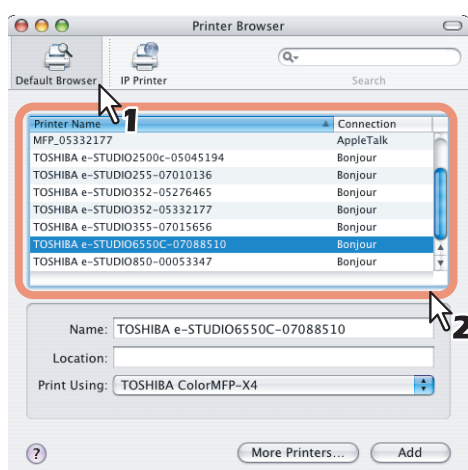 Printer Browser
Default Browser
IP Printer
Search
1
Printer Name Connection
MFP_05332177 AppleTalk
TOSHIBA e-STUDIO2500c-05045194 Bonjour
TOSHIBA e-STUDIO255-07010136 Bonjour
TOSHIBA e-STUDIO352-05276465 Bonjour
TOSHIBA e-STUDIO352-05332177 Bonjour
TOSHIBA e-STUDIO355-07015656 Bonjour
TOSHIBA e-STUDIO6550C-07088510 Bonjour
TOSHIBA e-STUDIO850-00053347 Bonjour
2
Name: TOSHIBA e-STUDIO6550C-07088510
Location:
Print Using: TOSHIBA ColorMFP-X4
? More Printers... Add